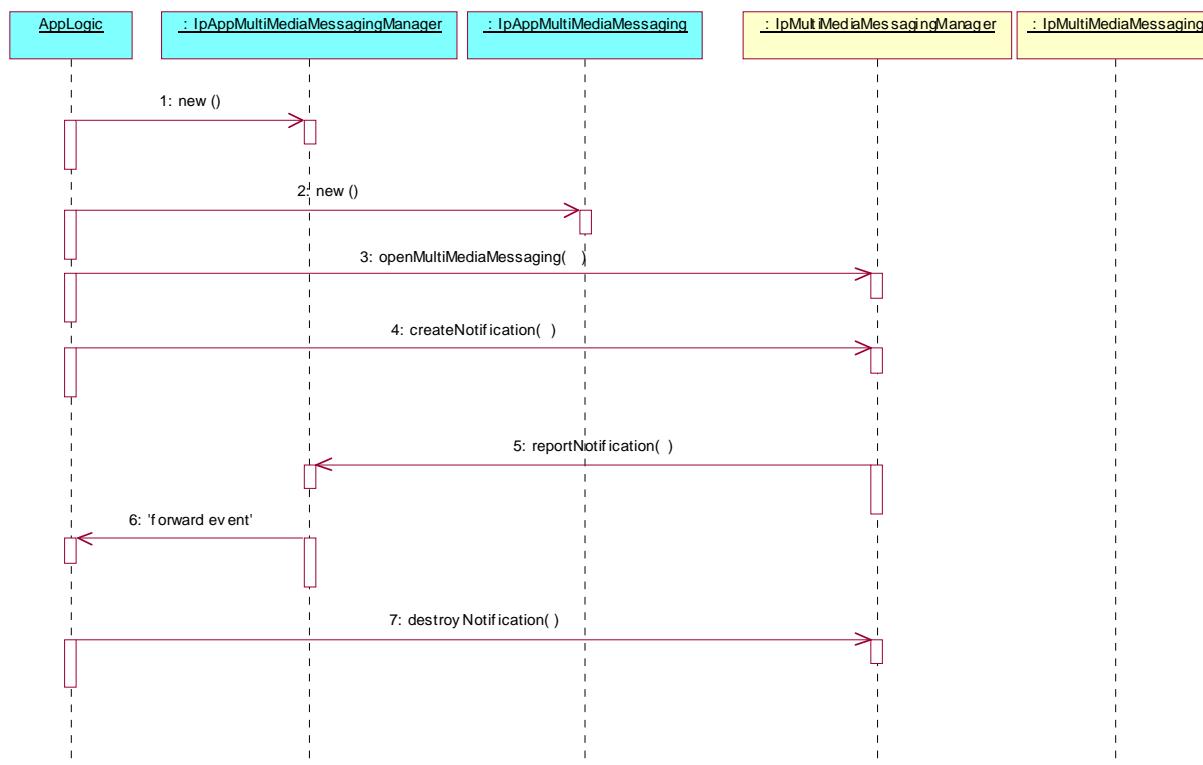 AppLogic
: IpAppMultiMediaMessagingManager
: IpAppMultiMediaMessaging
: IpMultiMediaMessagingManager
: IpMultiMediaMessaging
1: new ()
2: new ()
3: openMultiMediaMessaging( )
4: createNotification( )
5: reportNotification( )
6: 'forward event'
7: destroyNotification( )